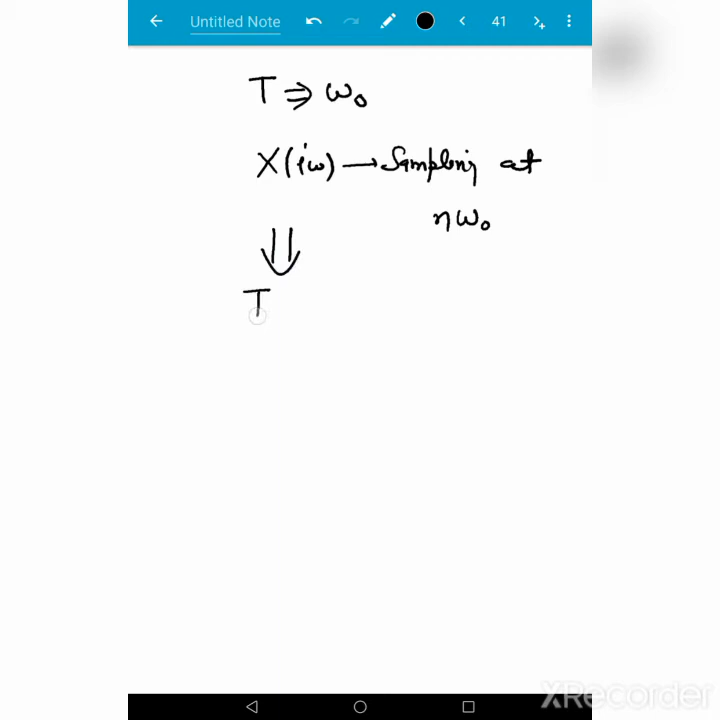 Untitled Note 41
T ⇒ ω₀
X(iω) → Sampling at
nω₀
⇓
T
XRecorder